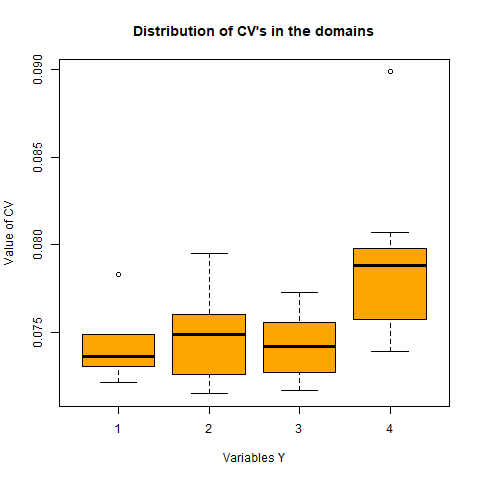 Distribution of CV's in the domains
Value of CV
0.090
0.085
0.080
0.075
1 2 3 4
Variables Y